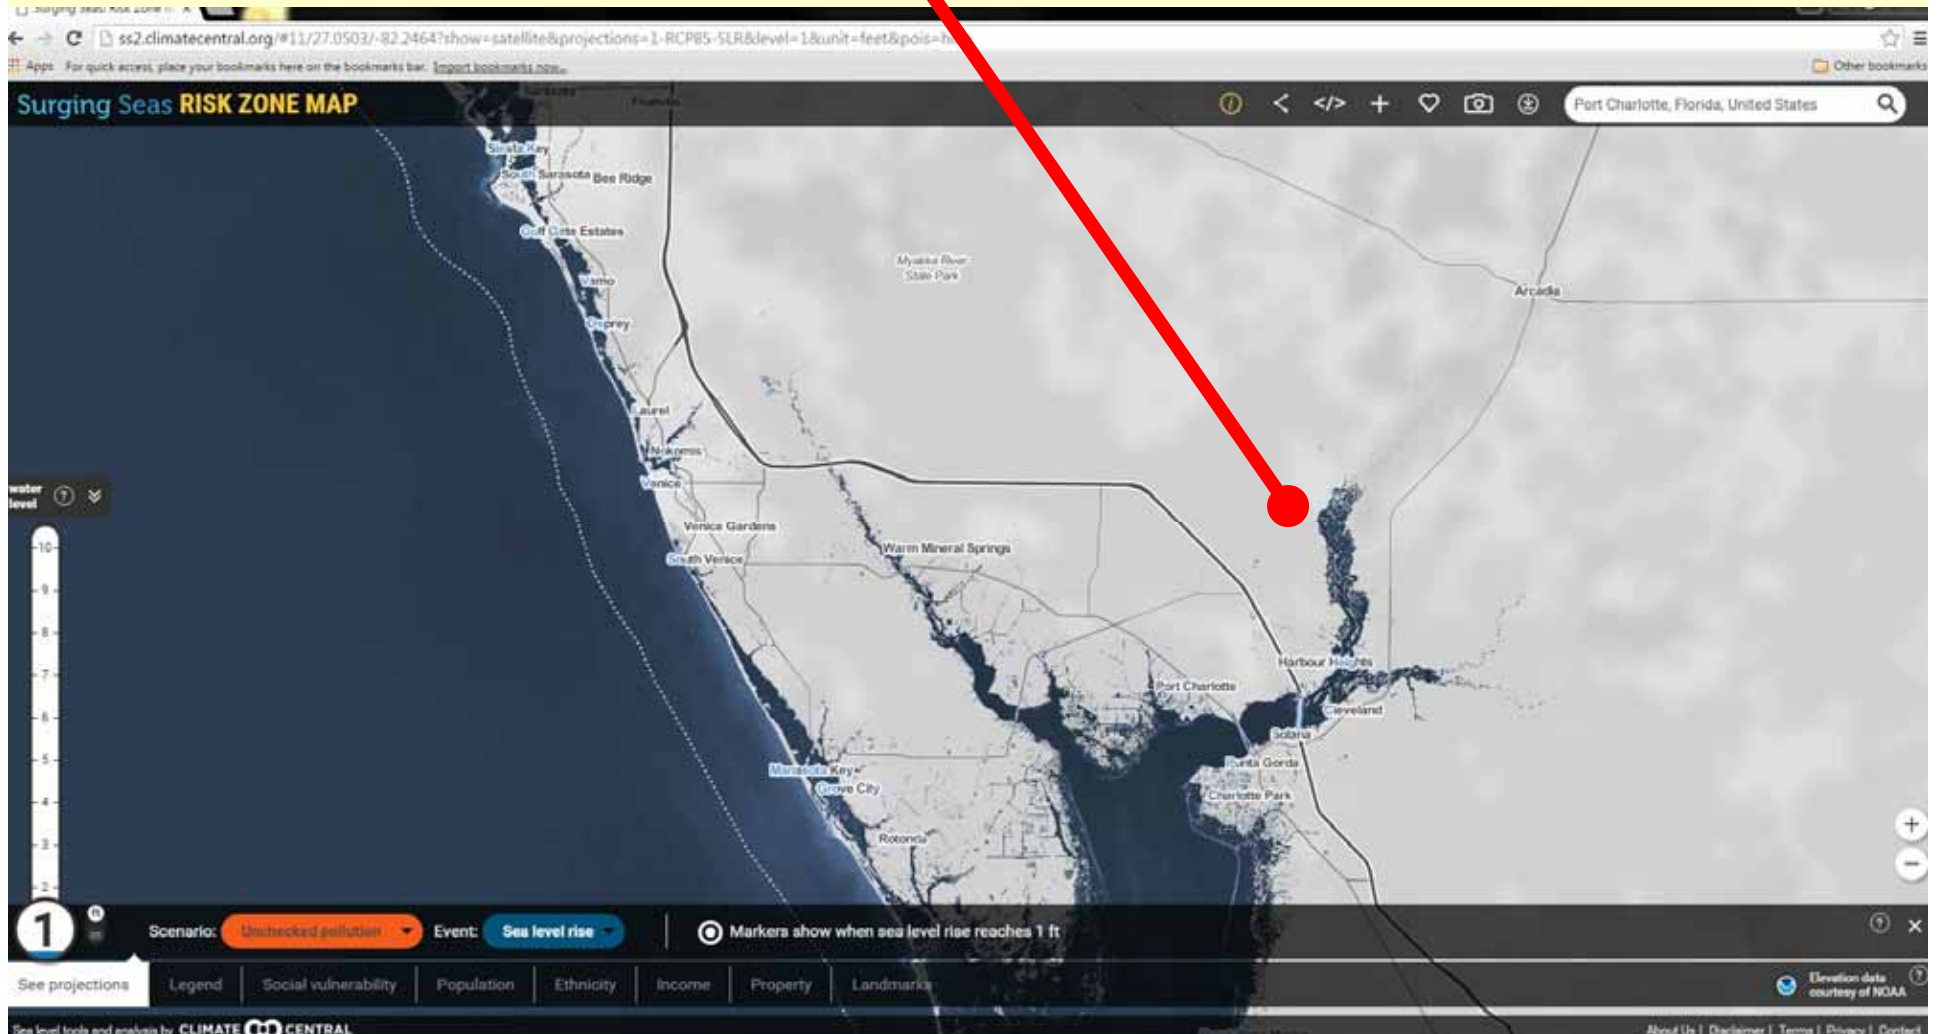 ss2.climatecentral.org/#11/27.0503/-82.2464?show=satellite&projections=1-RCP85-SLR&level=1&unit=feet&pois=h
Apps For quick access, place your bookmarks here on the bookmarks bar. Import bookmarks now... Other bookmarks
Surging Seas RISK ZONE MAP
</> Port Charlotte, Florida, United States
Siesta Key
South Sarasota Bee Ridge
Gulf Gate Estates
Myakka River
State Park
Vamo
Arcadia
Osprey
Laurel
Nokomis
Venice
water
level ?
Venice Gardens
10
Warm Mineral Springs
South Venice
9
8
Harbour Heights
7
Port Charlotte
Cleveland
6
Solana
5
Punta Gorda
Manasota Key
Grove City
Charlotte Park
4
Rotonda
3
2
1 ft Scenario: Unchecked pollution Event: Sea level rise Markers show when sea level rise reaches 1 ft
See projections Legend Social vulnerability Population Ethnicity Income Property Landmarks
Elevation data
courtesy of NOAA
Sea level tools and analysis by CLIMATE CENTRAL About Us | Disclaimer | Terms | Privacy | Contact